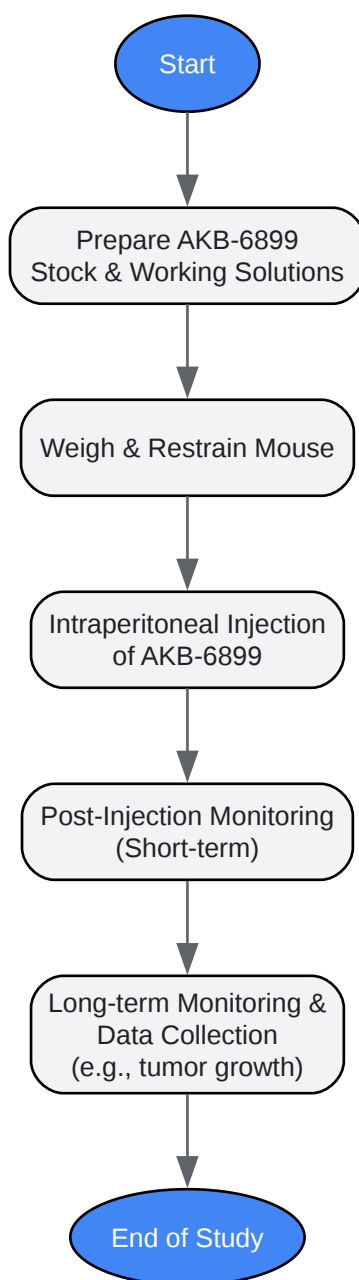 Start
Prepare AKB-6899
Stock & Working Solutions
Weigh & Restrain Mouse
Intraperitoneal Injection
of AKB-6899
Post-Injection Monitoring
(Short-term)
Long-term Monitoring &
Data Collection
(e.g., tumor growth)
End of Study